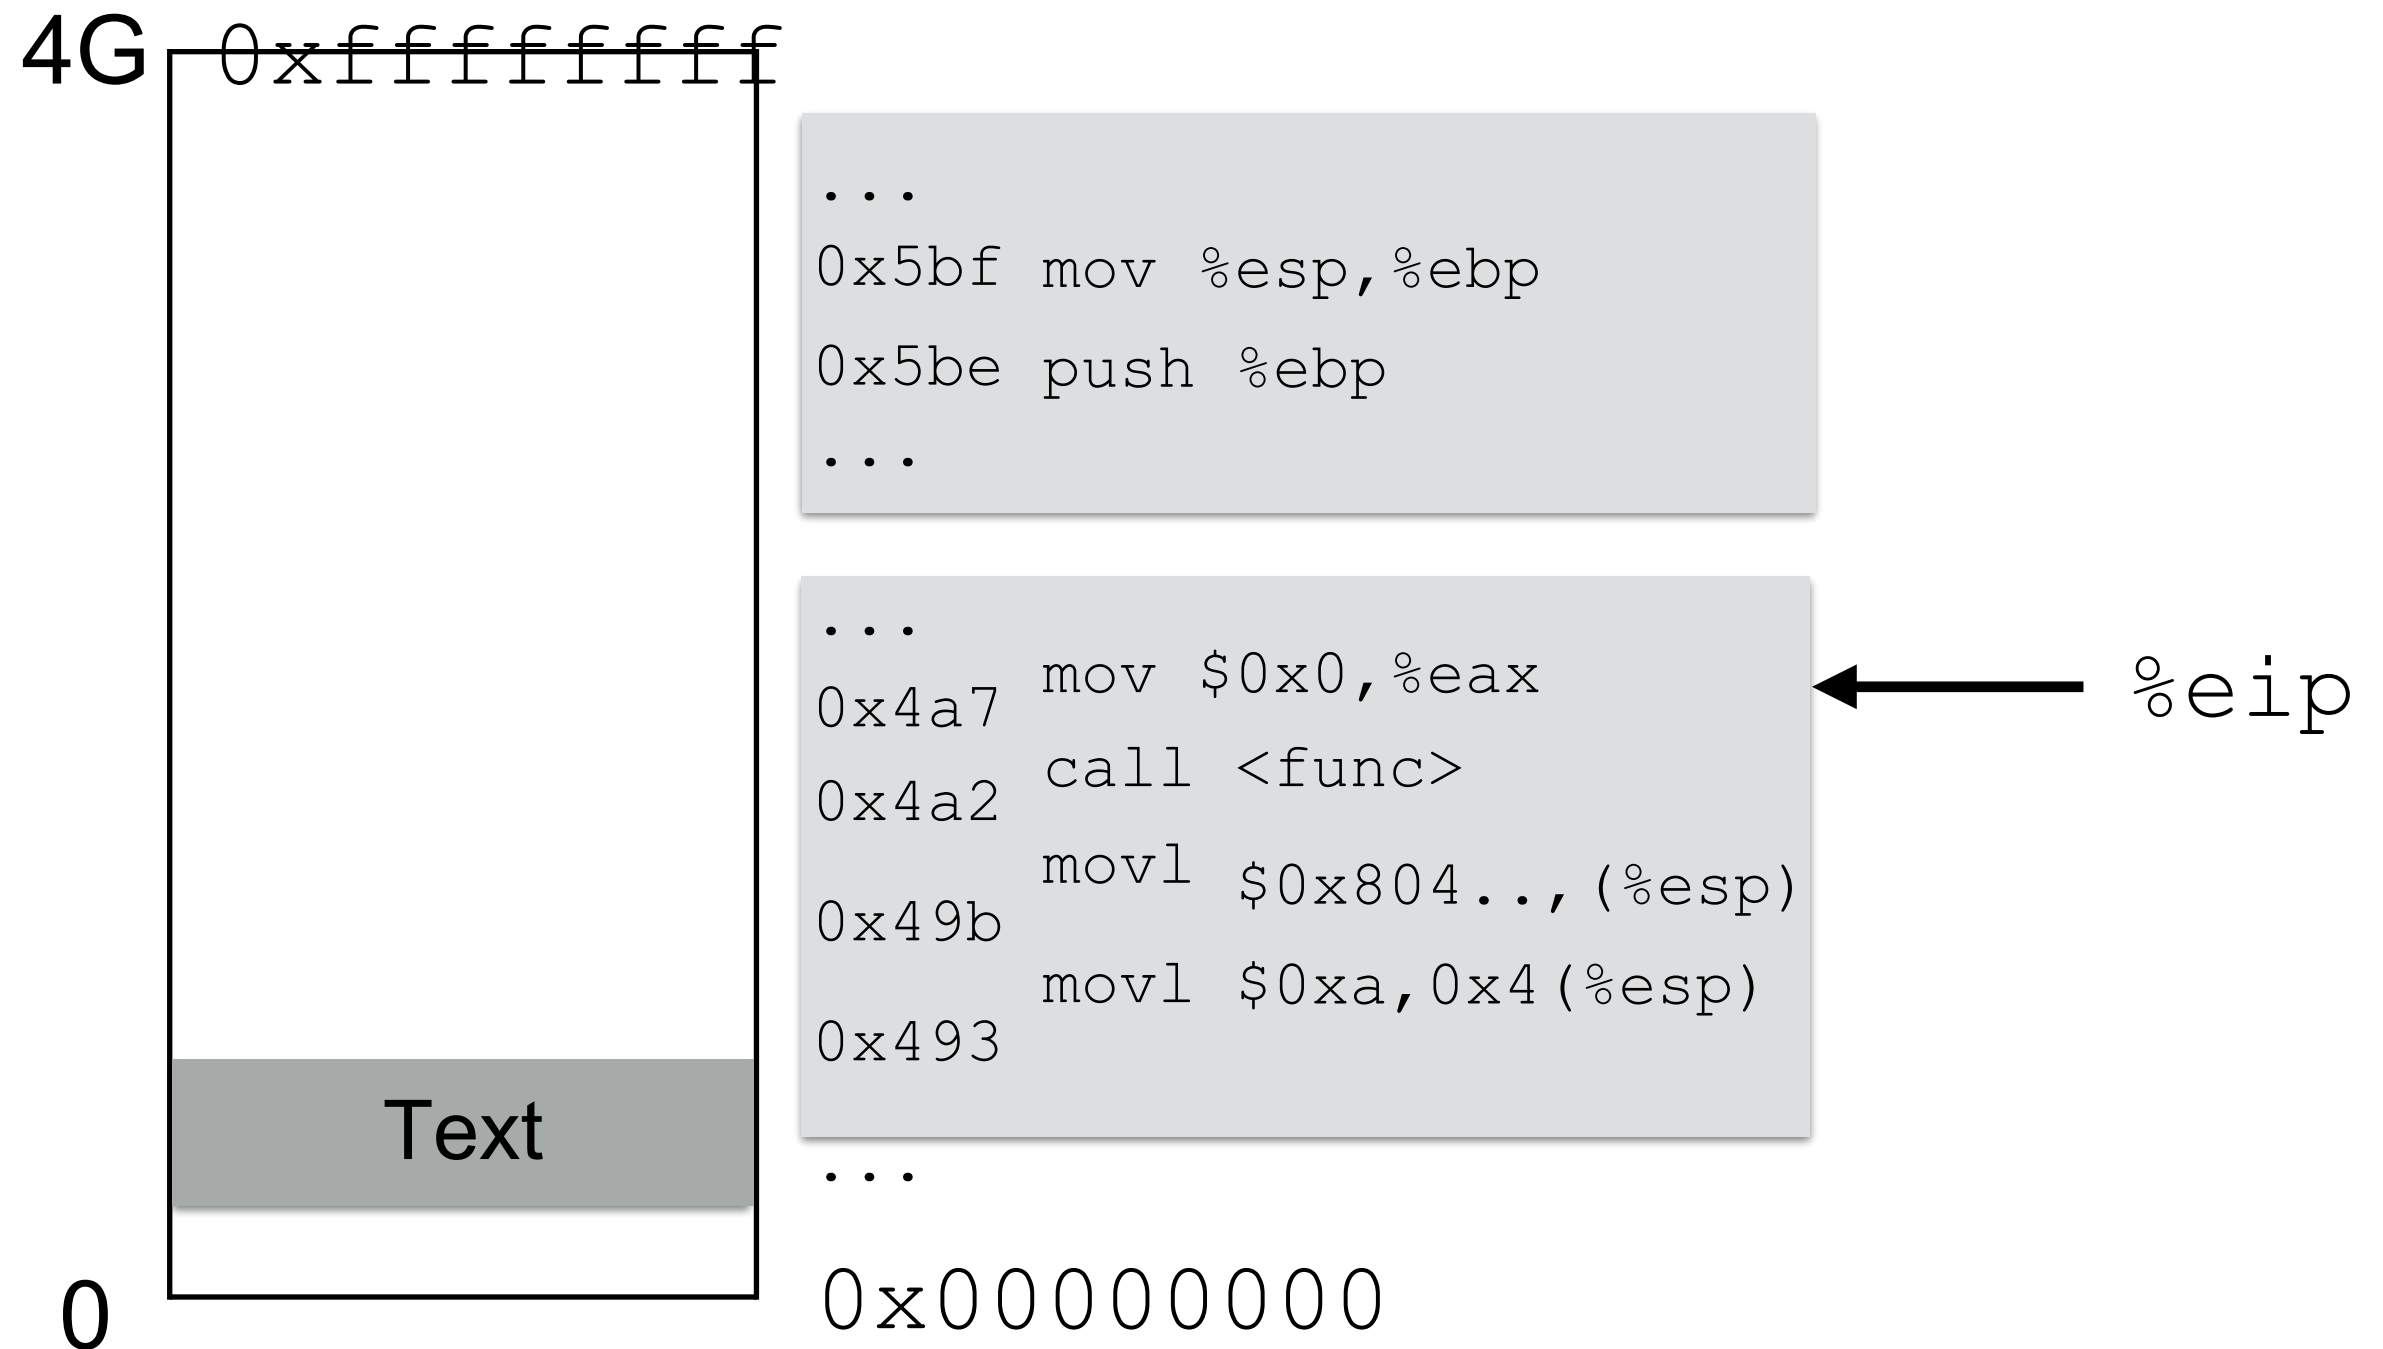 4G 0xffffffff
...
0x5bf mov %esp,%ebp
0x5be push %ebp
...
...
0x4a7 mov $0x0,%eax
%eip
0x4a2 call <func>
0x49b movl $0x804..,(%esp)
0x493 movl $0xa,0x4(%esp)
Text
...
0 0x00000000